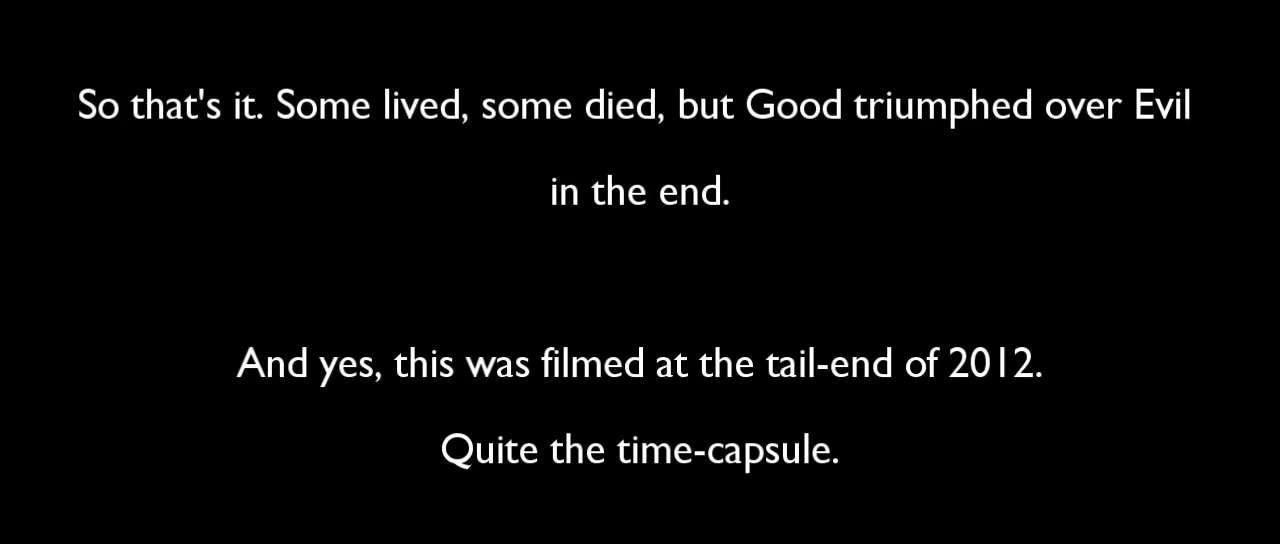 So that's it. Some lived, some died, but Good triumphed over Evil
in the end.
And yes, this was filmed at the tail-end of 2012.
Quite the time-capsule.